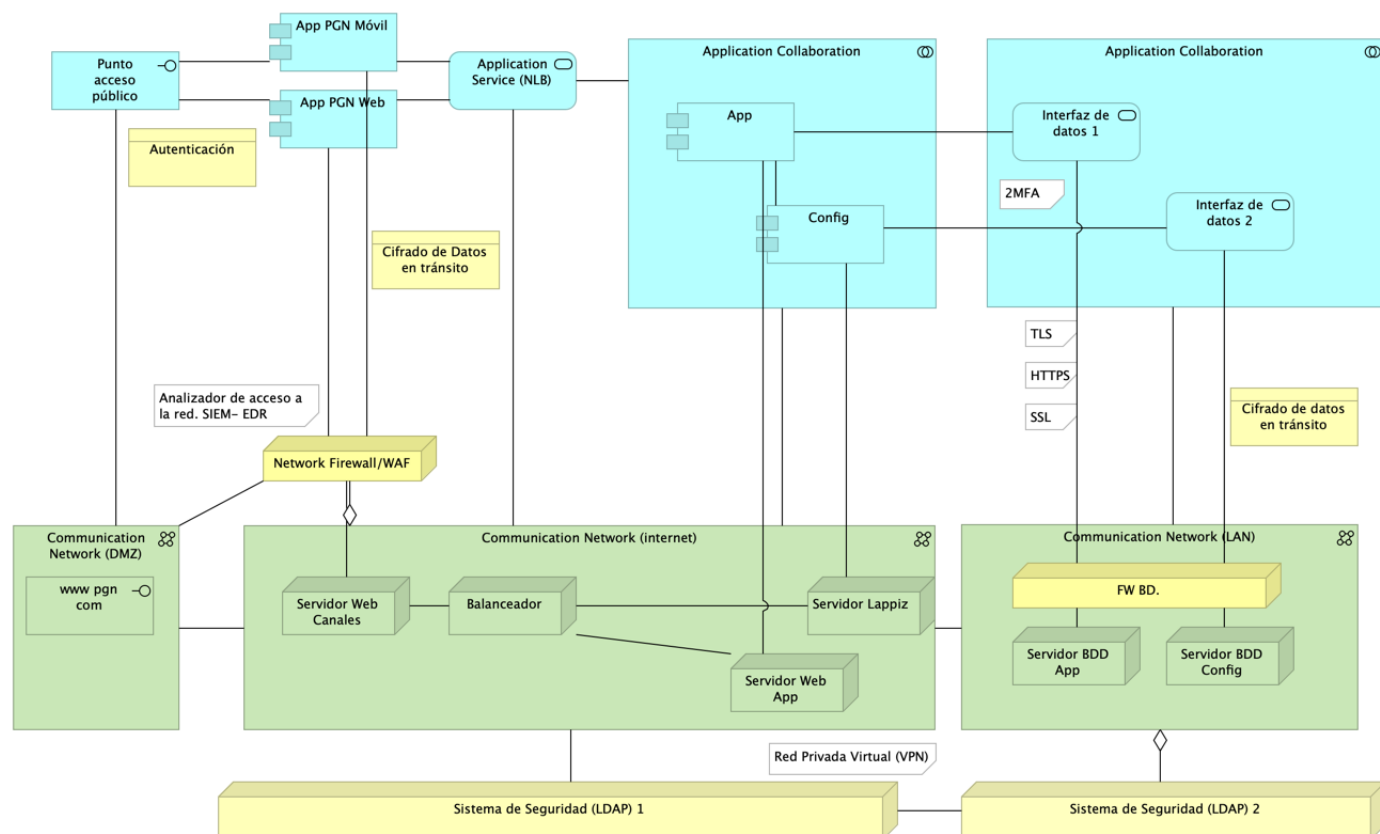 App PGN Móvil
Punto
acceso
público
Application
Service (NLB)
App PGN Web
Autenticación
Application Collaboration
App
Config
Application Collaboration
Interfaz de
datos 1
2MFA
Interfaz de
datos 2
Cifrado de Datos
en tránsito
TLS
HTTPS
SSL
Analizador de acceso a
la red. SIEM- EDR
Cifrado de datos
en tránsito
Network Firewall/WAF
Communication
Network (DMZ)
www pgn
com
Communication Network (internet)
Servidor Web
Canales
Balanceador
Servidor Lappiz
Servidor Web
App
Communication Network (LAN)
FW BD.
Servidor BDD
App
Servidor BDD
Config
Red Privada Virtual (VPN)
Sistema de Seguridad (LDAP) 1
Sistema de Seguridad (LDAP) 2